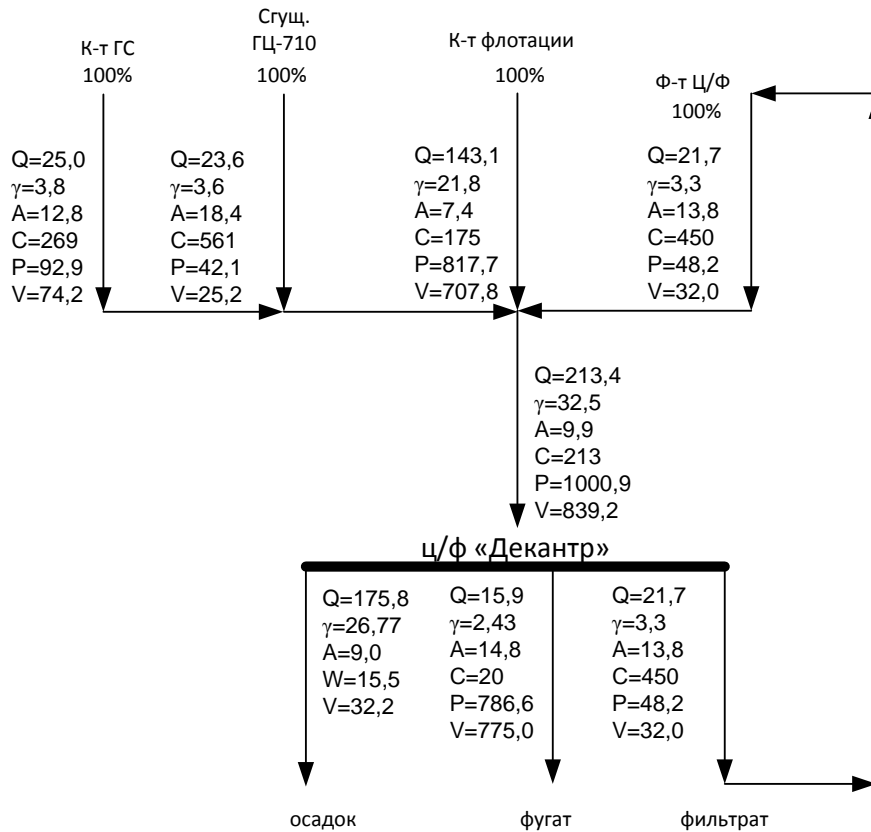 К-т ГС
100%
Сгущ.
ГЦ-710
100%
К-т флотации
100%
Ф-т Ц/Ф
100%
Q=25,0
γ=3,8
A=12,8
C=269
P=92,9
V=74,2
Q=23,6
γ=3,6
A=18,4
C=561
P=42,1
V=25,2
Q=143,1
γ=21,8
A=7,4
C=175
P=817,7
V=707,8
Q=21,7
γ=3,3
A=13,8
C=450
P=48,2
V=32,0
Q=213,4
γ=32,5
A=9,9
C=213
P=1000,9
V=839,2
ц/ф «Декантр»
Q=175,8
γ=26,77
A=9,0
W=15,5
V=32,2
Q=15,9
γ=2,43
A=14,8
C=20
P=786,6
V=775,0
Q=21,7
γ=3,3
A=13,8
C=450
P=48,2
V=32,0
осадок
фугат
фильтрат